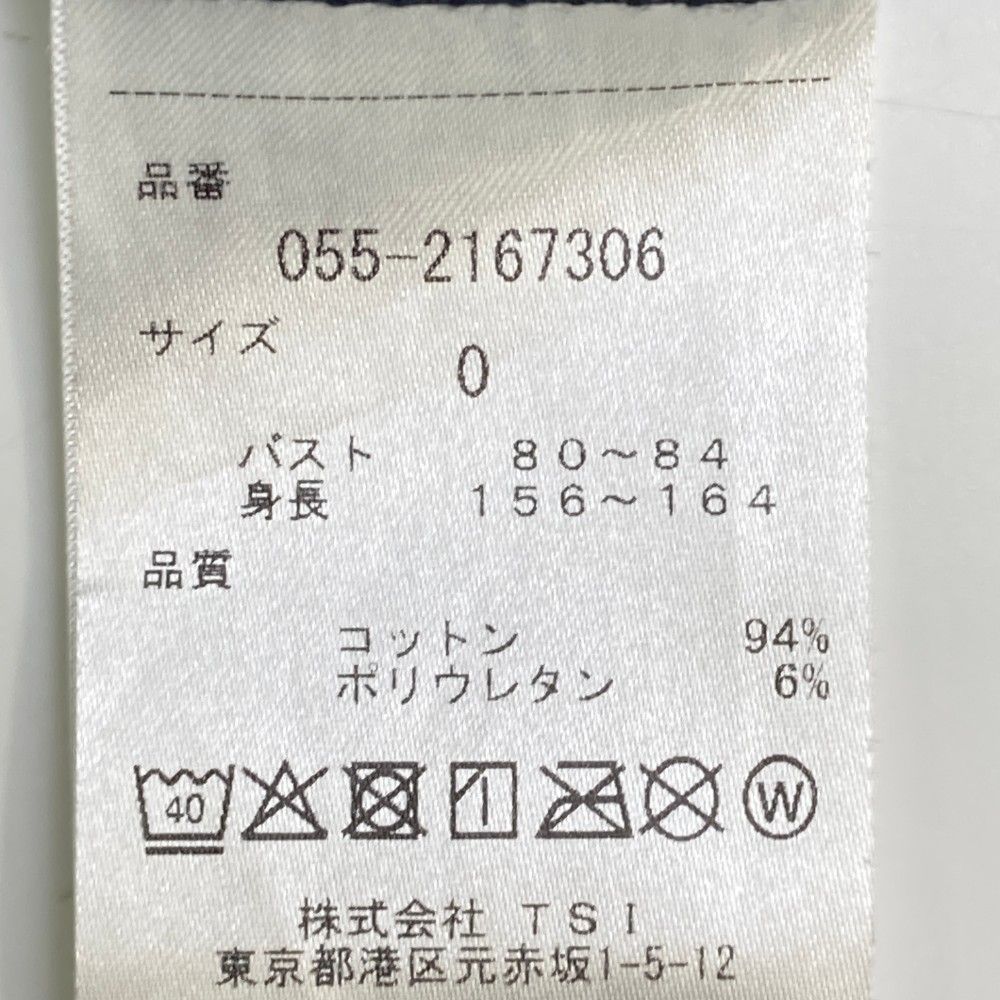 品番
055-2167306
サイズ
0
バスト 80〜84
身長 156〜164
品質
コットン 94%
ポリウレタン 6%
40 W
株式会社 TSI
東京都港区元赤坂1-5-12